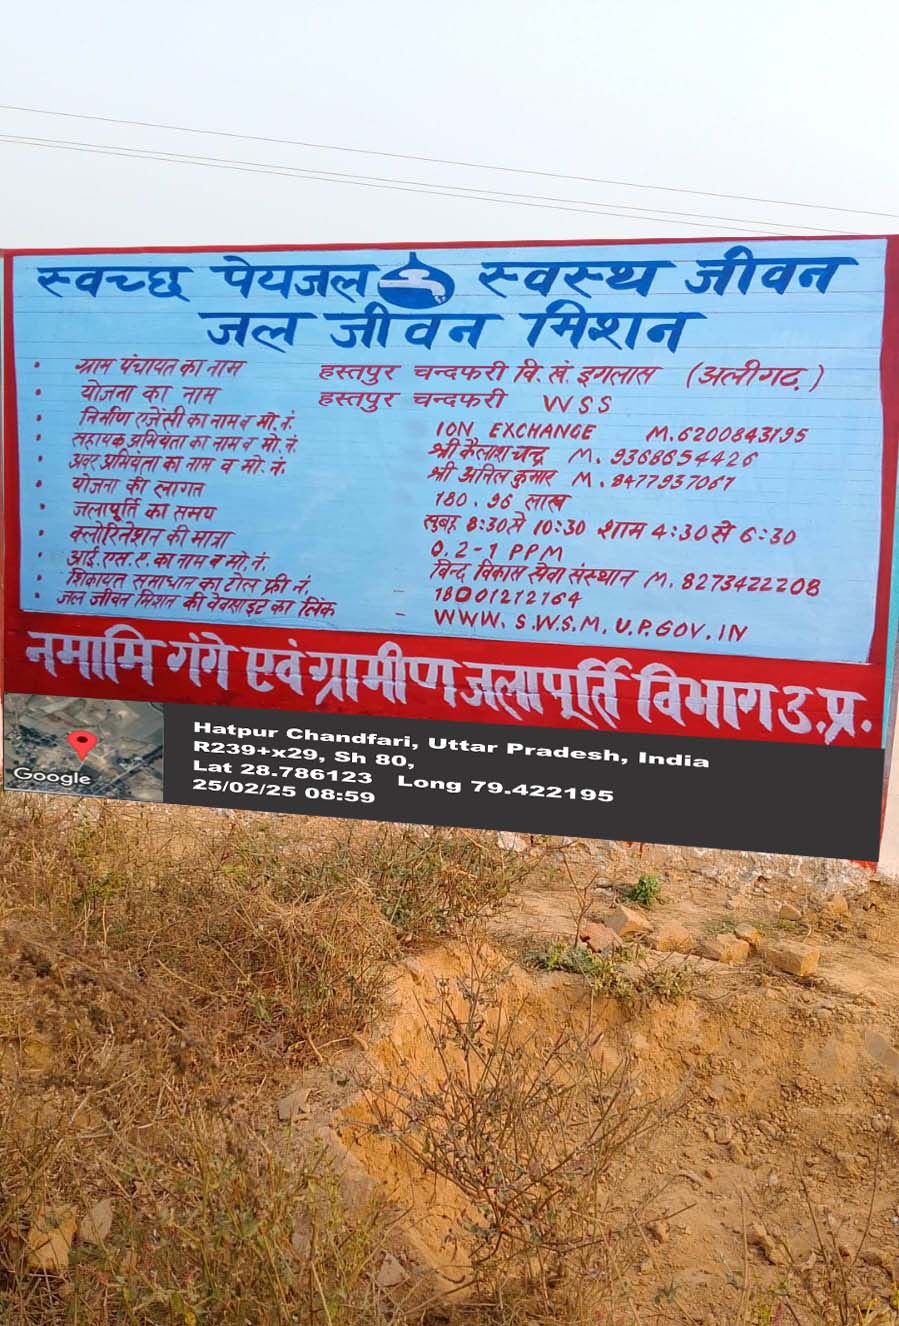 स्वच्छ पेयजल स्वस्थ जीवन
जल जीवन मिशन
• ग्राम पंचायत का नाम हस्तपुर चन्दफरी वि. खं. इगलास (अलीगढ़)
• योजना का नाम हस्तपुर चन्दफरी WSS
• निर्माण एजेंसी का नाम व मो. नं. ION EXCHANGE M. 6200843195
• सहायक अभियंता का नाम व मो. नं. श्री कैलाश चन्द्र M. 9368654426
• अवर अभियंता का नाम व मो. नं. श्री अनिल कुमार M. 8477937067
• योजना की लागत 180.96 लाख
• जलापूर्ति का समय सुबह 8:30 से 10:30 शाम 4:30 से 6:30
• क्लोरिनेशन की मात्रा 0.2-1 PPM
• आई. एस. ए. का नाम व मो. नं. विन्द विकास सेवा संस्थान M. 8273422208
• शिकायत समाधान का टोल फ्री नं. - 18001212164
• जल जीवन मिशन की वेवसाइट का लिंक - WWW.S.W.S.M.U.P.GOV.IN
नमामि गंगे एवं ग्रामीण जलापूर्ति विभाग उ.प्र.
Google
Hatpur Chandfari, Uttar Pradesh, India
R239+x29, Sh 80,
Lat 28.786123 Long 79.422195
25/02/25 08:59